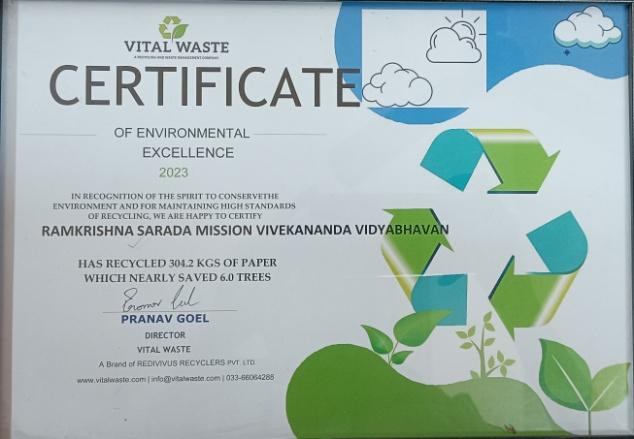 VITAL WASTE
A RECYCLING AND WASTE MANAGEMENT COMPANY
CERTIFICATE
OF ENVIRONMENTAL
EXCELLENCE
2023
IN RECOGNITION OF THE SPIRIT TO CONSERVETHE
ENVIRONMENT AND FOR MAINTAINING HIGH STANDARDS
OF RECYCLING, WE ARE HAPPY TO CERTIFY
RAMKRISHNA SARADA MISSION VIVEKANANDA VIDYABHAVAN
HAS RECYCLED 304.2 KGS OF PAPER
WHICH NEARLY SAVED 6.0 TREES
PRANAV GOEL
DIRECTOR
VITAL WASTE
A Brand of REDIVIVUS RECYCLERS PVT. LTD.
www.vitalwaste.com | info@vitalwaste.com | 033-66064288